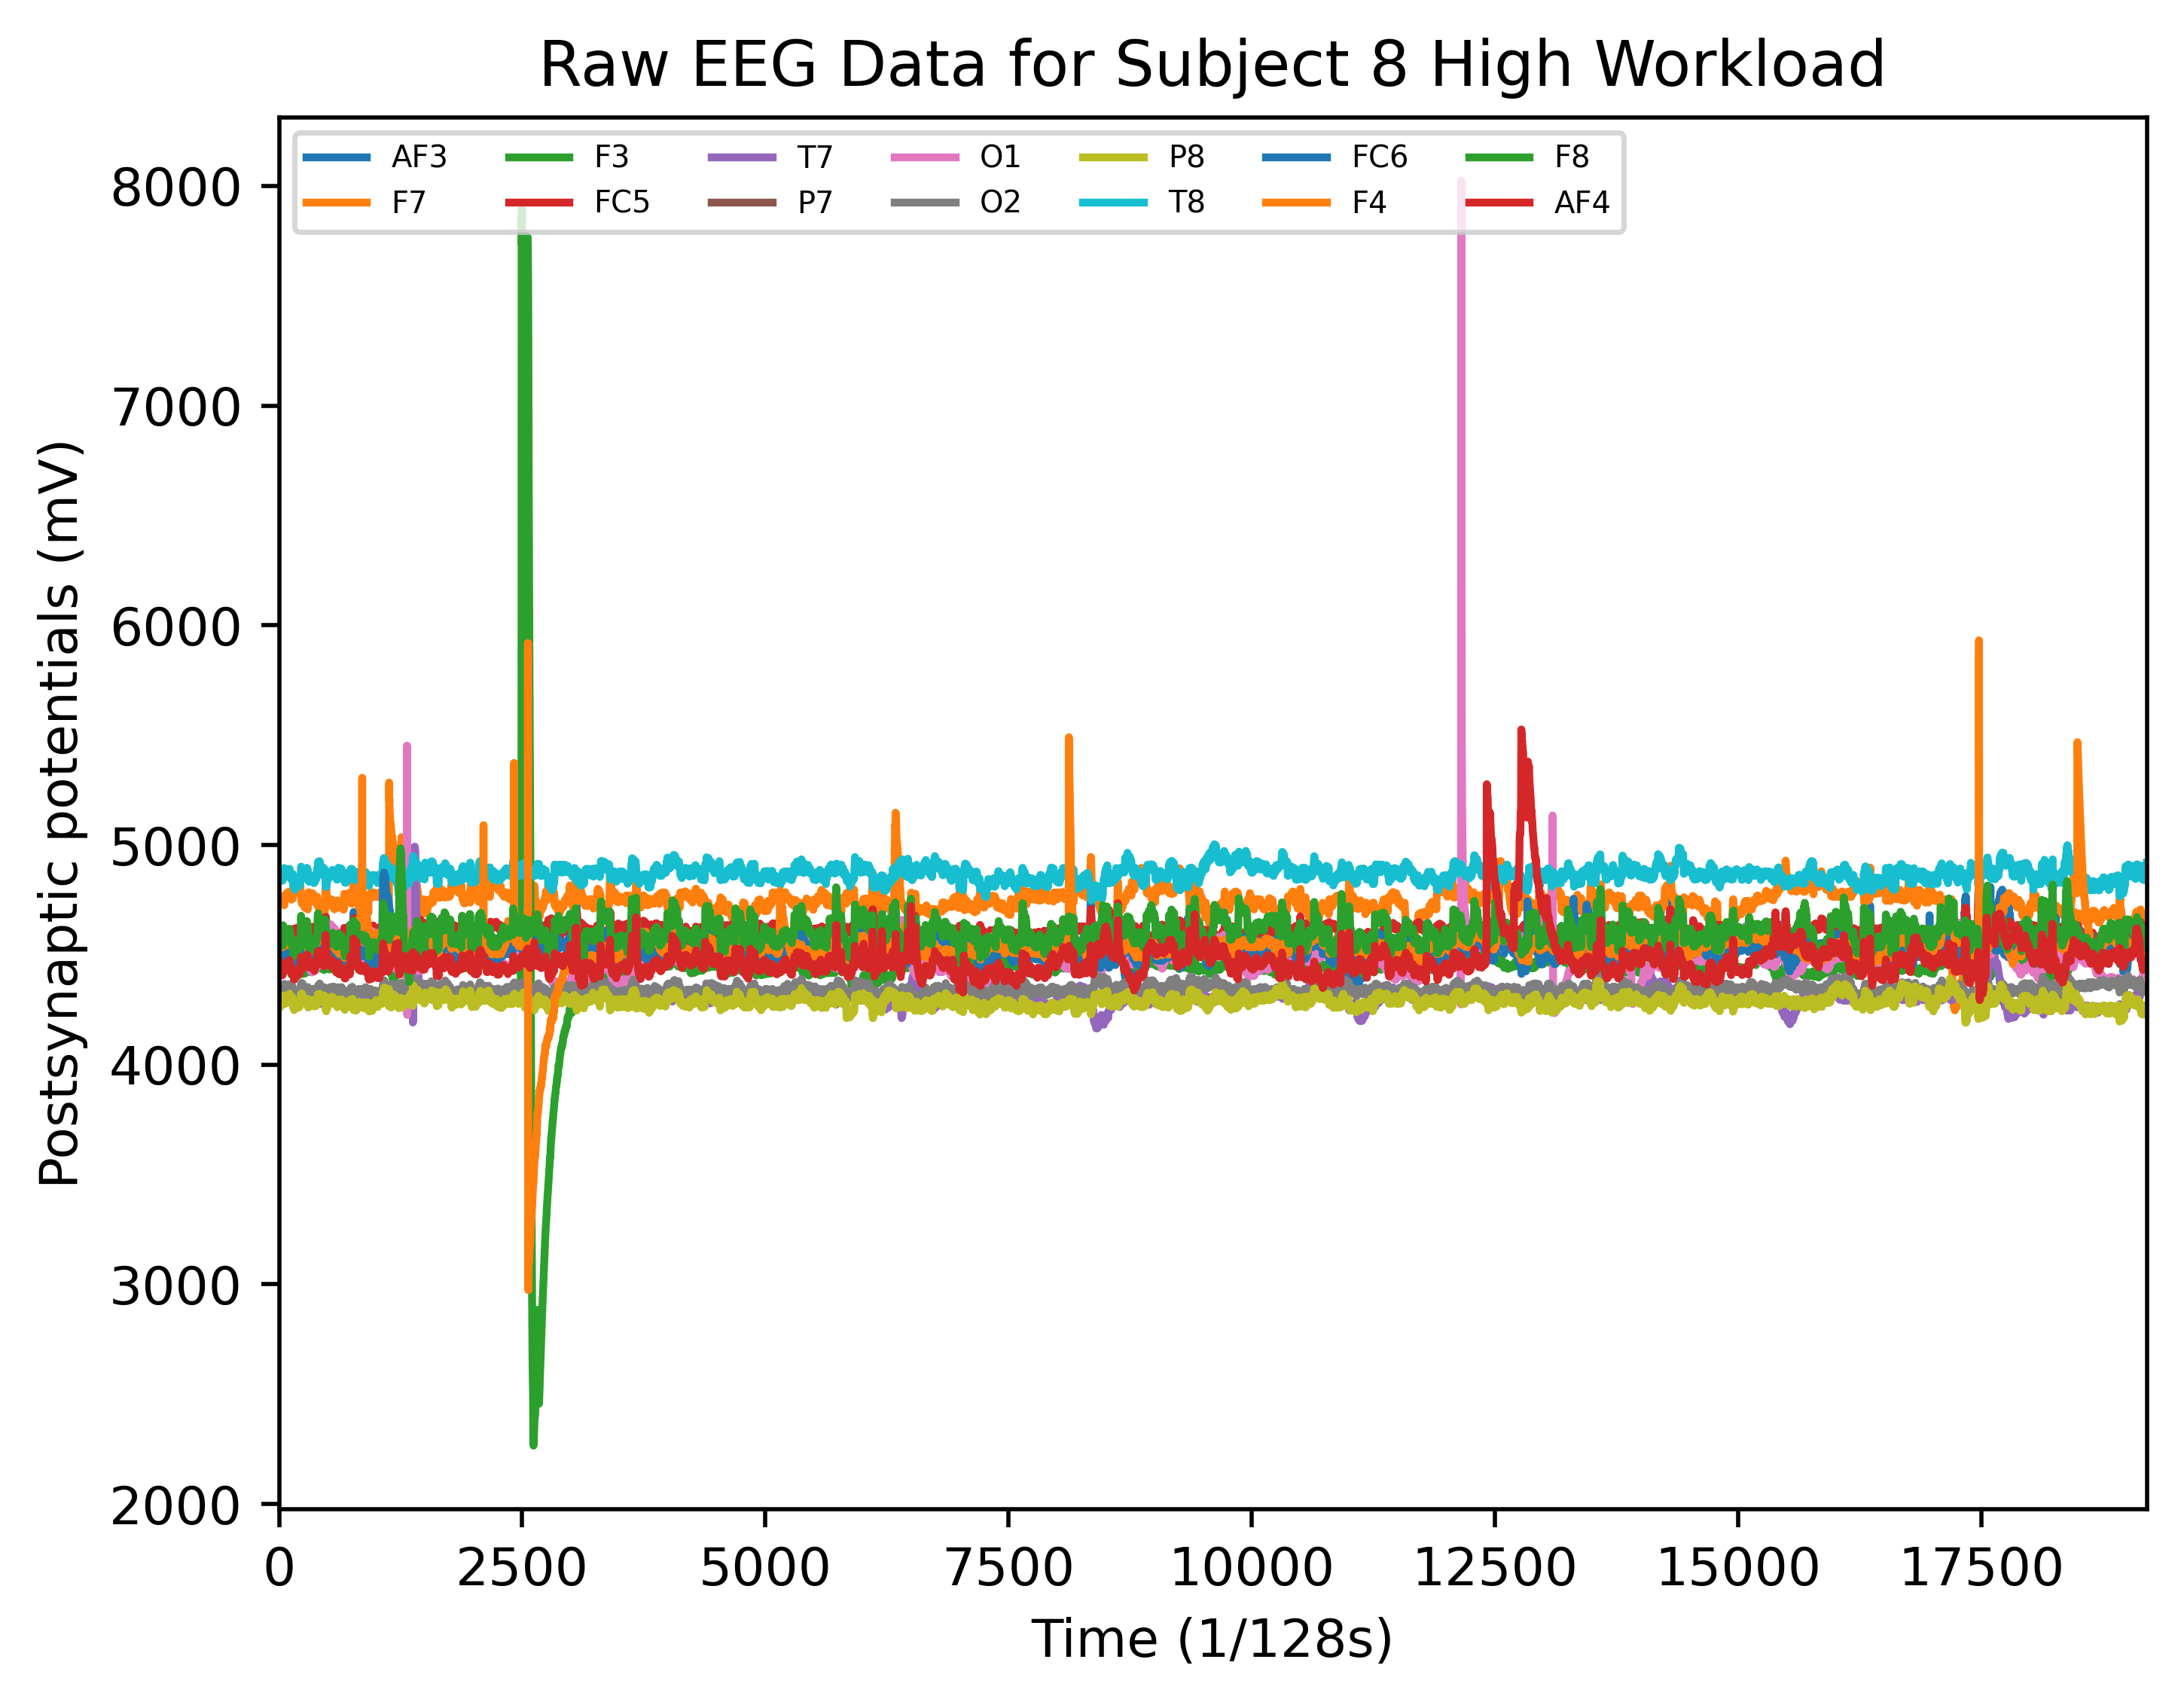 Raw EEG Data for Subject 8 High Workload
AF3 F3 T7 O1 P8 FC6 F8
F7 FC5 P7 O2 T8 F4 AF4
8000
7000
6000
5000
4000
3000
2000
Postsynaptic potentials (mV)
0 2500 5000 7500 10000 12500 15000 17500
Time (1/128s)